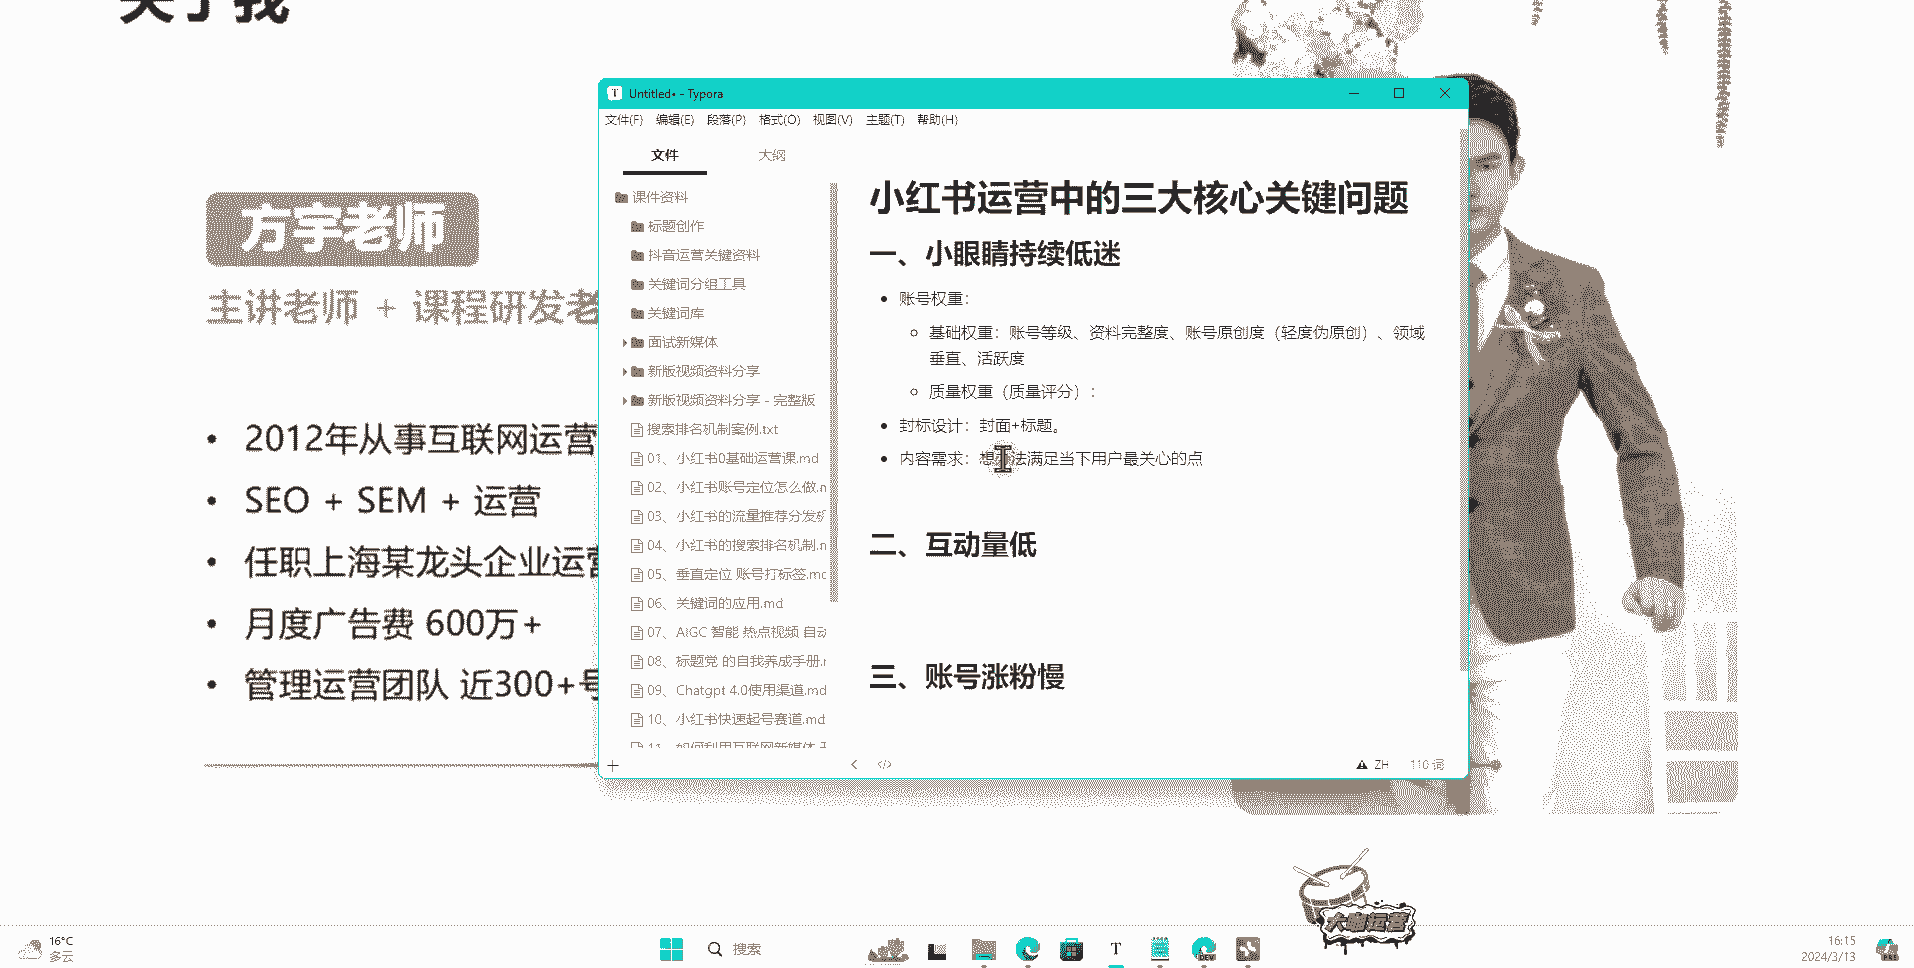 关于我
方宇老师
主讲老师 + 课程研发老
2012年从事互联网运营
SEO + SEM + 运营
任职上海某龙头企业运营
月度广告费 600万+
管理运营团队 近300+号
Untitled• - Typora
文件(F) 编辑(E) 段落(P) 格式(O) 视图(V) 主题(T) 帮助(H)
文件 大纲
课件资料
标题创作
抖音运营关键资料
关键词分组工具
关键词库
面试新媒体
新版视频资料分享
新版视频资料分享 - 完整版
搜索排名机制案例.txt
01、小红书0基础运营课.md
02、小红书账号定位怎么做.m
03、小红书的流量推荐分发机
04、小红书的搜索排名机制.m
05、垂直定位 账号打标签.md
06、关键词的应用.md
07、AIGC 智能 热点视频 自动
08、标题党 的自我养成手册.m
09、Chatgpt 4.0使用渠道.md
10、小红书快速起号赛道.md
11、如何利用互联网新媒体
小红书运营中的三大核心关键问题
一、小眼睛持续低迷
账号权重：
基础权重：账号等级、资料完整度、账号原创度（轻度伪原创）、领域
垂直、活跃度
质量权重（质量评分）：
封标设计：封面+标题。
内容需求：想办法满足当下用户最关心的点
二、互动量低
三、账号涨粉慢
ZH 110 词
大咖运营
16°C
多云
搜索
16:15
2024/3/13